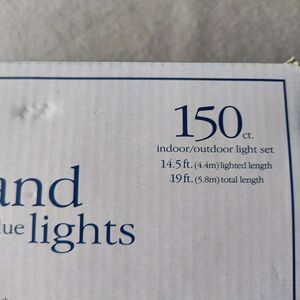 150 ct.
indoor/outdoor light set
14.5 ft. (4.4m) lighted length
19 ft. (5.8m) total length
and
lue lights